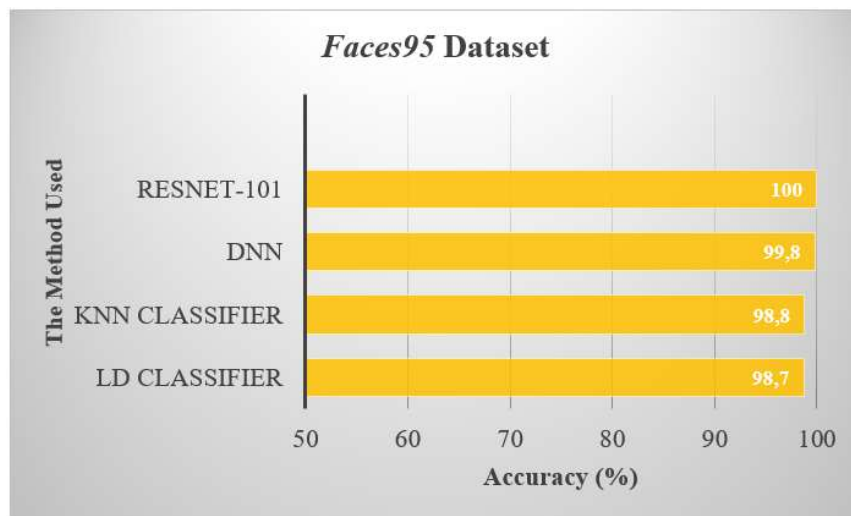 Faces95 Dataset
The Method Used
RESNET-101
100
DNN
99,8
KNN CLASSIFIER
98,8
LD CLASSIFIER
98,7
50 60 70 80 90 100
Accuracy (%)